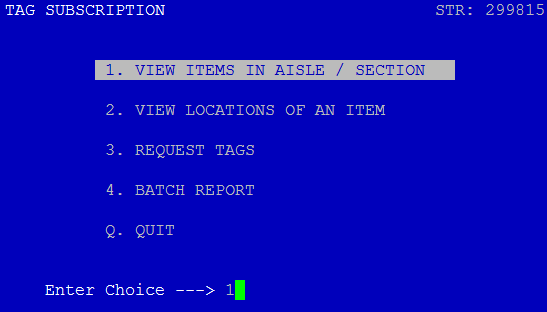 TAG SUBSCRIPTION STR: 299815
1. VIEW ITEMS IN AISLE / SECTION
2. VIEW LOCATIONS OF AN ITEM
3. REQUEST TAGS
4. BATCH REPORT
Q. QUIT
Enter Choice ---> 1